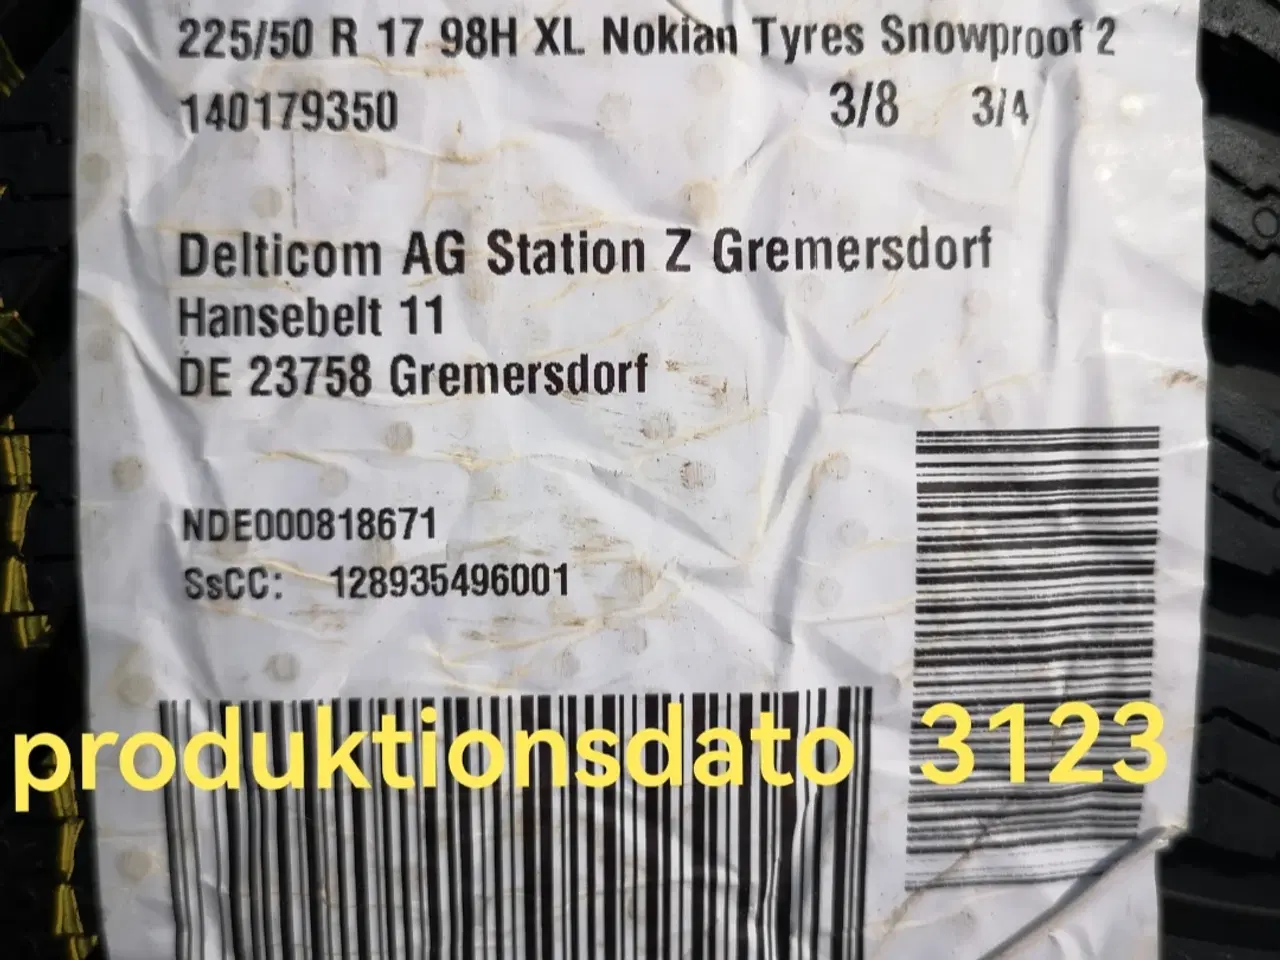 225/50 R 17 98H XL Nokian Tyres Snowproof 2
140179350 3/8 3/4
Delticom AG Station Z Gremersdorf
Hansebelt 11
DE 23758 Gremersdorf
NDE000818671
SsCC: 128935496001
produktionsdato 3123